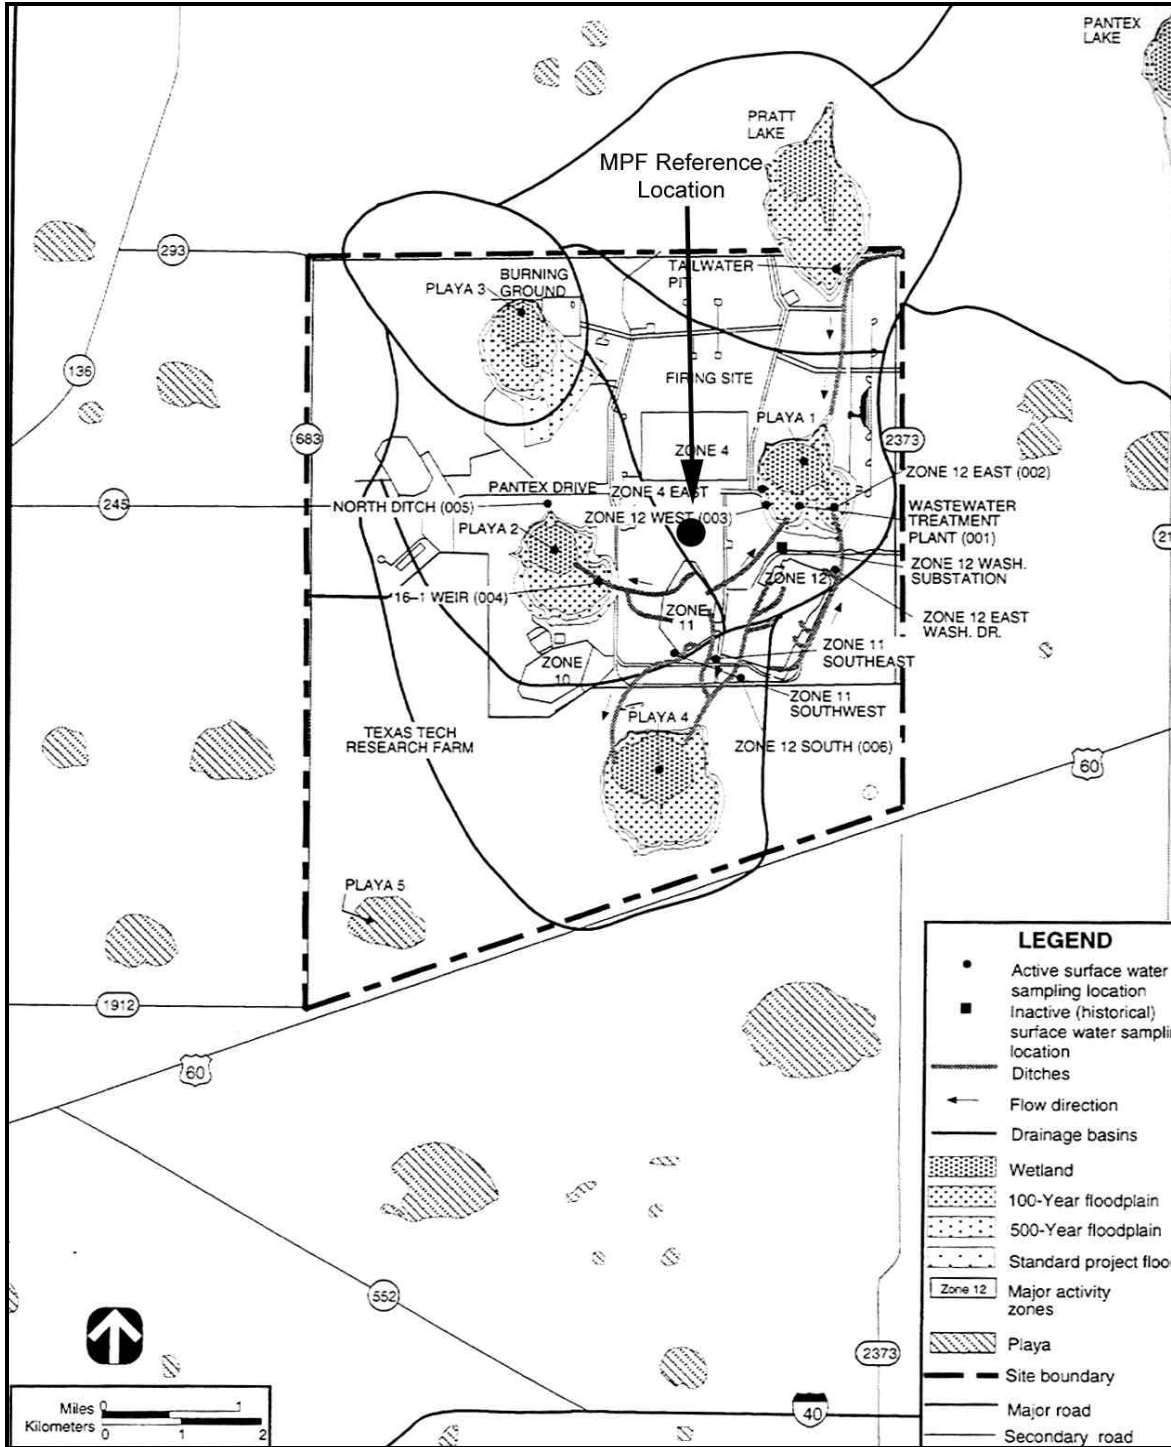 PANTEX
LAKE
PRATT
LAKE
MPF Reference
Location
293
TAILWATER
PIT
BURNING
GROUND
PLAYA 3
136
FIRING SITE
PLAYA 1
683
2373
ZONE 4
ZONE 12 EAST (002)
PANTEX DRIVE
ZONE 4 EAST
245
NORTH DITCH (005)
ZONE 12 WEST (003)
WASTEWATER
TREATMENT
PLANT (001)
PLAYA 2
21
ZONE 12 WASH.
SUBSTATION
ZONE 12
16–1 WEIR (004)
ZONE
11
ZONE 12 EAST
WASH. DR.
ZONE 11
SOUTHEAST
ZONE
10
ZONE 11
SOUTHWEST
PLAYA 4
TEXAS TECH
RESEARCH FARM
ZONE 12 SOUTH (006)
60
PLAYA 5
1912
60
552
2373
40
LEGEND
Active surface water
sampling location
Inactive (historical)
surface water sampli
location
Ditches
Flow direction
Drainage basins
Wetland
100-Year floodplain
500-Year floodplain
Standard project floo
Zone 12
Major activity
zones
Playa
Site boundary
Major road
Secondary road
Miles 0 1
Kilometers 0 1 2